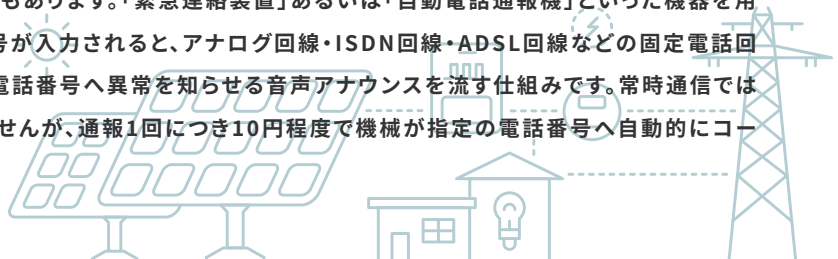 もあります。「緊急連絡装置」あるいは「自動電話通報機」といった機器を用
号が入力されると、アナログ回線・ISDN回線・ADSL回線などの固定電話回
電話番号へ異常を知らせる音声アナウンスを流す仕組みです。常時通信では
せんが、通報1回につき10円程度で機械が指定の電話番号へ自動的にコー